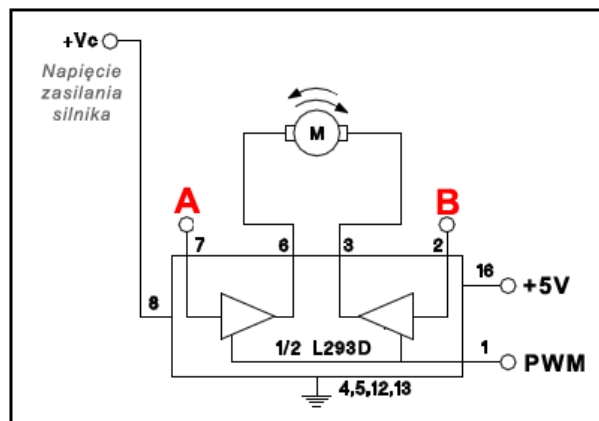 +Vc
Napięcie
zasilania
silnika
M
A
B
7
6
3
2
8
16
+5V
1/2 L293D
1
PWM
4,5,12,13